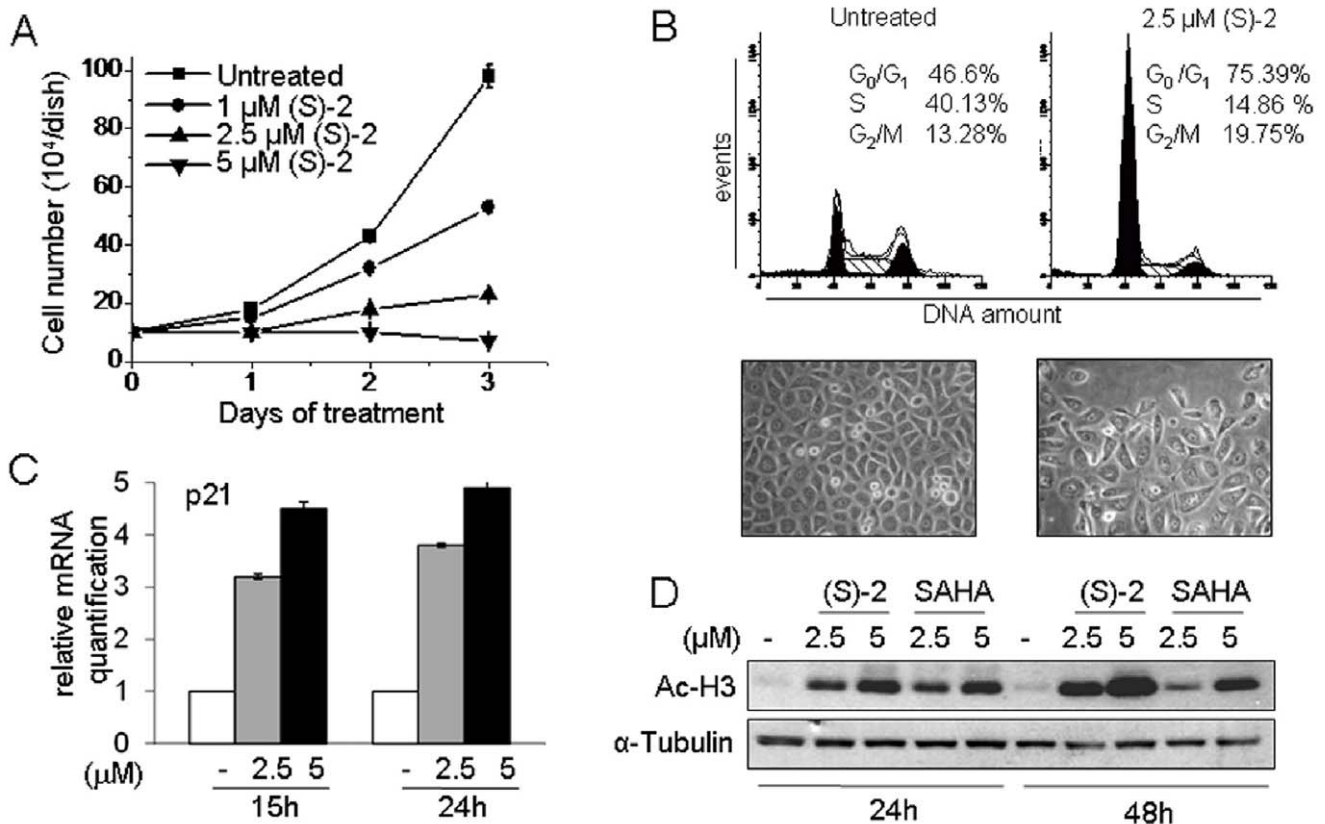 A
Cell number (10⁴/dish)
100
80
60
40
20
0
Untreated
1 µM (S)-2
2.5 µM (S)-2
5 µM (S)-2
0 1 2 3
Days of treatment
B
Untreated
G₀/G₁ 46.6%
S 40.13%
G₂/M 13.28%
2.5 µM (S)-2
G₀/G₁ 75.39%
S 14.86 %
G₂/M 19.75%
events
DNA amount
C
p21
relative mRNA
quantification
5
4
3
2
1
0
(µM) - 2.5 5 - 2.5 5
15h 24h
D
(S)-2 SAHA (S)-2 SAHA
(µM) - 2.5 5 2.5 5 - 2.5 5 2.5 5
Ac-H3
α-Tubulin
24h 48h